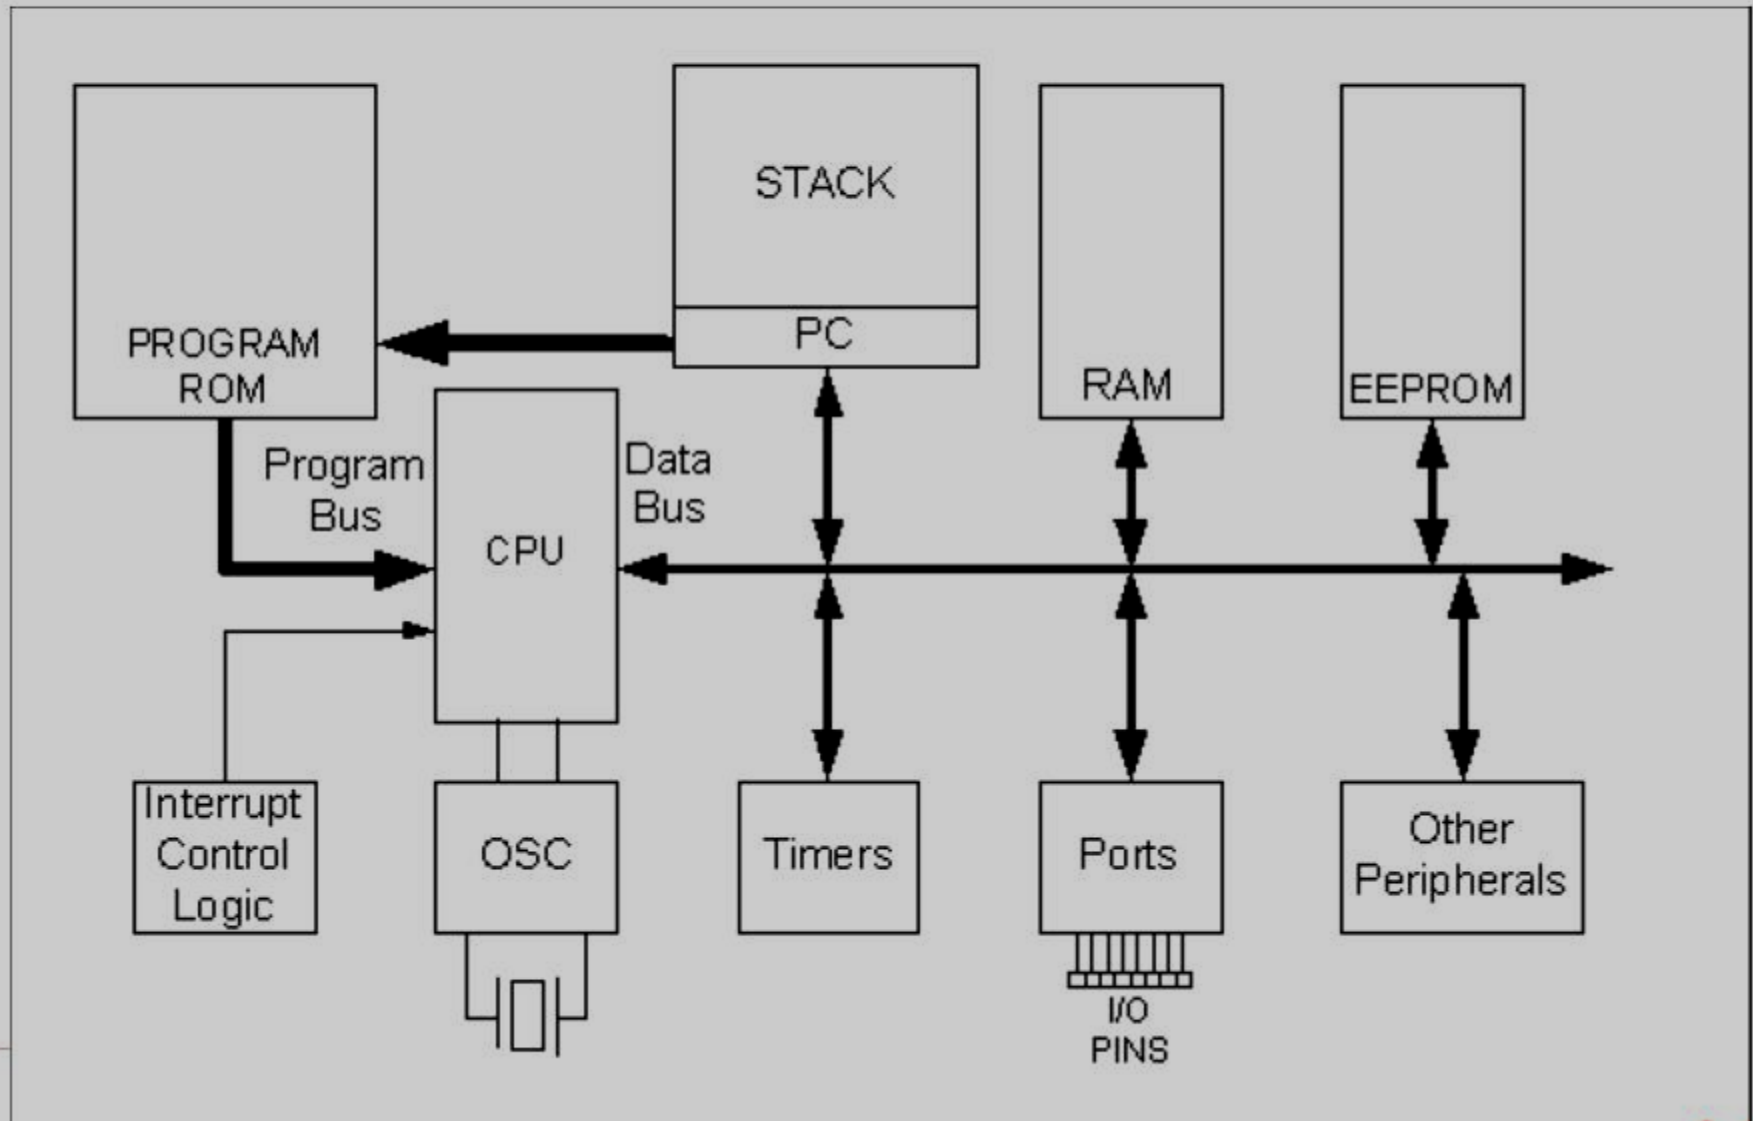 STACK
PC
PROGRAM
ROM
RAM
EEPROM
Program
Bus
CPU
Data
Bus
Interrupt
Control
Logic
OSC
Timers
Ports
Other
Peripherals
I/O
PINS